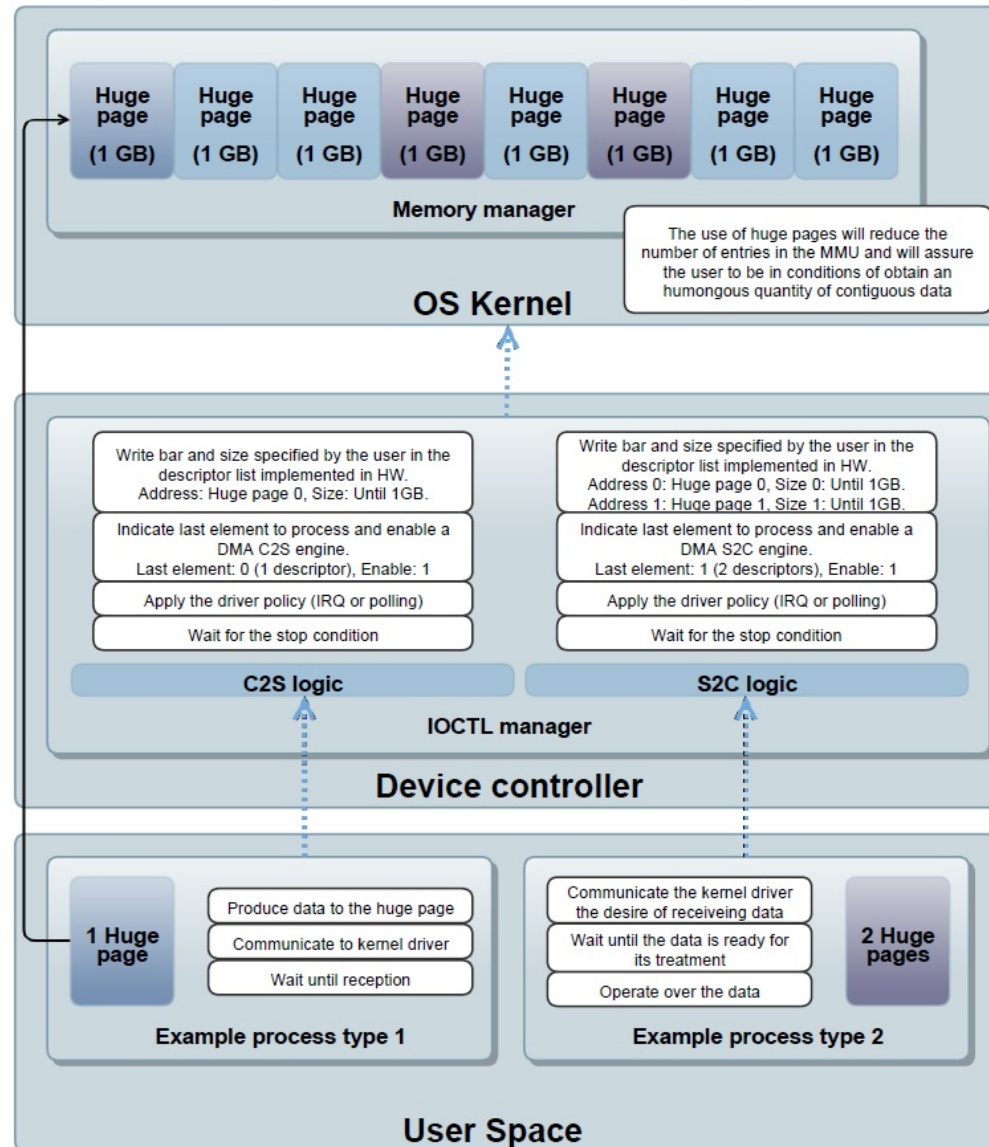 Huge page (1 GB)
Huge page (1 GB)
Huge page (1 GB)
Huge page (1 GB)
Huge page (1 GB)
Huge page (1 GB)
Huge page (1 GB)
Huge page (1 GB)
Memory manager
The use of huge pages will reduce the
number of entries in the MMU and will assure
the user to be in conditions of obtain an
humongous quantity of contiguous data
OS Kernel
Write bar and size specified by the user in the
descriptor list implemented in HW.
Address: Huge page 0, Size: Until 1GB.
Indicate last element to process and enable a
DMA C2S engine.
Last element: 0 (1 descriptor), Enable: 1
Apply the driver policy (IRQ or polling)
Wait for the stop condition
C2S logic
Write bar and size specified by the user in the
descriptor list implemented in HW.
Address 0: Huge page 0, Size 0: Until 1GB.
Address 1: Huge page 1, Size 1: Until 1GB.
Indicate last element to process and enable a
DMA S2C engine.
Last element: 1 (2 descriptors), Enable: 1
Apply the driver policy (IRQ or polling)
Wait for the stop condition
S2C logic
IOCTL manager
Device controller
1 Huge
page
Produce data to the huge page
Communicate to kernel driver
Wait until reception
Example process type 1
Communicate the kernel driver
the desire of receiveing data
Wait until the data is ready for
its treatment
Operate over the data
2 Huge
pages
Example process type 2
User Space